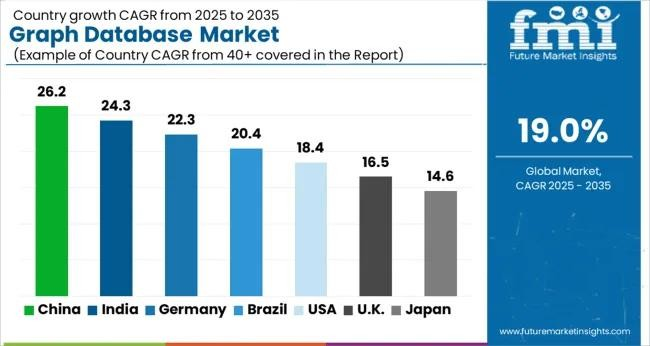 Country growth CAGR from 2025 to 2035
Graph Database Market
(Example of Country CAGR from 40+ covered in the Report)
26.2
24.3
22.3
20.4
18.4
16.5
14.6
China India Germany Brazil USA U.K. Japan
fmi
Future Market Insights
19.0%
Global Market,
CAGR 2025 - 2035
www.futuremarketinsights.com